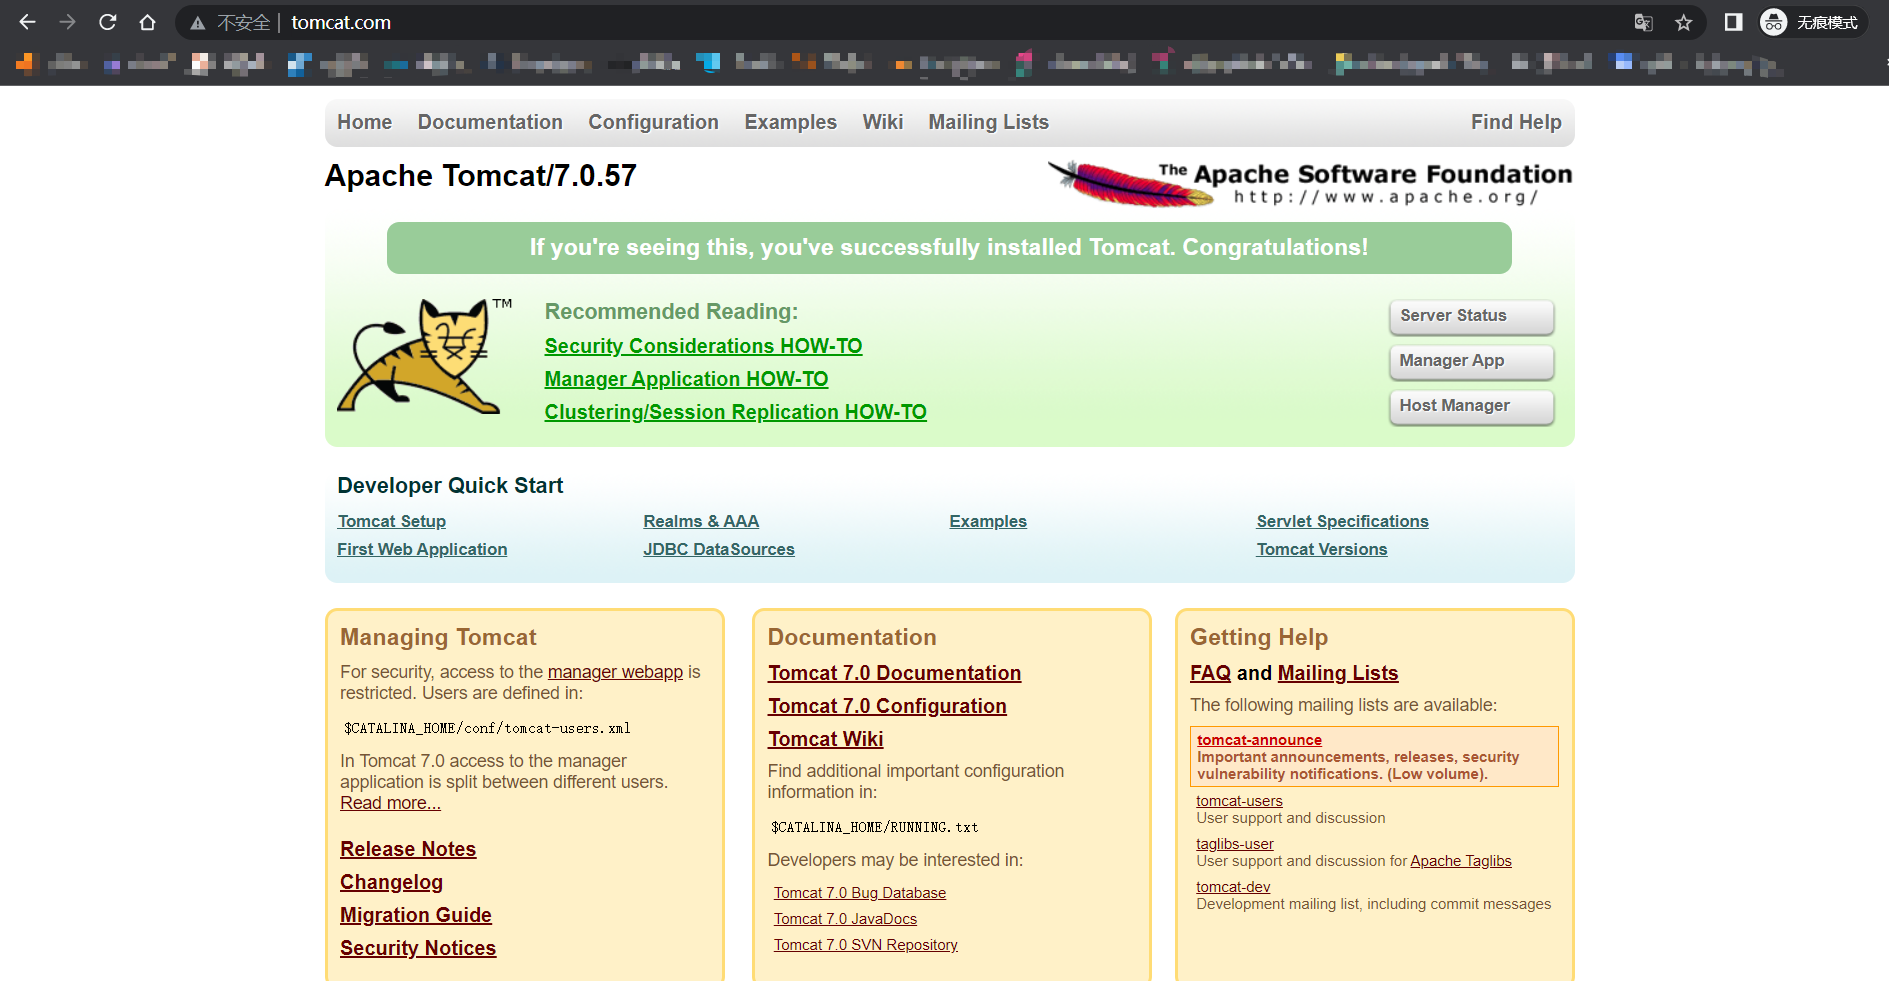 不安全 tomcat.com 无痕模式
Home Documentation Configuration Examples Wiki Mailing Lists Find Help
Apache Tomcat/7.0.57
The Apache Software Foundation
http://www.apache.org/
If you're seeing this, you've successfully installed Tomcat. Congratulations!
TM
Recommended Reading:
Security Considerations HOW-TO
Manager Application HOW-TO
Clustering/Session Replication HOW-TO
Server Status
Manager App
Host Manager
Developer Quick Start
Tomcat Setup
First Web Application
Realms & AAA
JDBC DataSources
Examples
Servlet Specifications
Tomcat Versions
Managing Tomcat
For security, access to the manager webapp is
restricted. Users are defined in:
$CATALINA_HOME/conf/tomcat-users.xml
In Tomcat 7.0 access to the manager
application is split between different users.
Read more...
Release Notes
Changelog
Migration Guide
Security Notices
Documentation
Tomcat 7.0 Documentation
Tomcat 7.0 Configuration
Tomcat Wiki
Find additional important configuration
information in:
$CATALINA_HOME/RUNNING.txt
Developers may be interested in:
Tomcat 7.0 Bug Database
Tomcat 7.0 JavaDocs
Tomcat 7.0 SVN Repository
Getting Help
FAQ and Mailing Lists
The following mailing lists are available:
tomcat-announce
Important announcements, releases, security
vulnerability notifications. (Low volume).
tomcat-users
User support and discussion
taglibs-user
User support and discussion for Apache Taglibs
tomcat-dev
Development mailing list, including commit messages